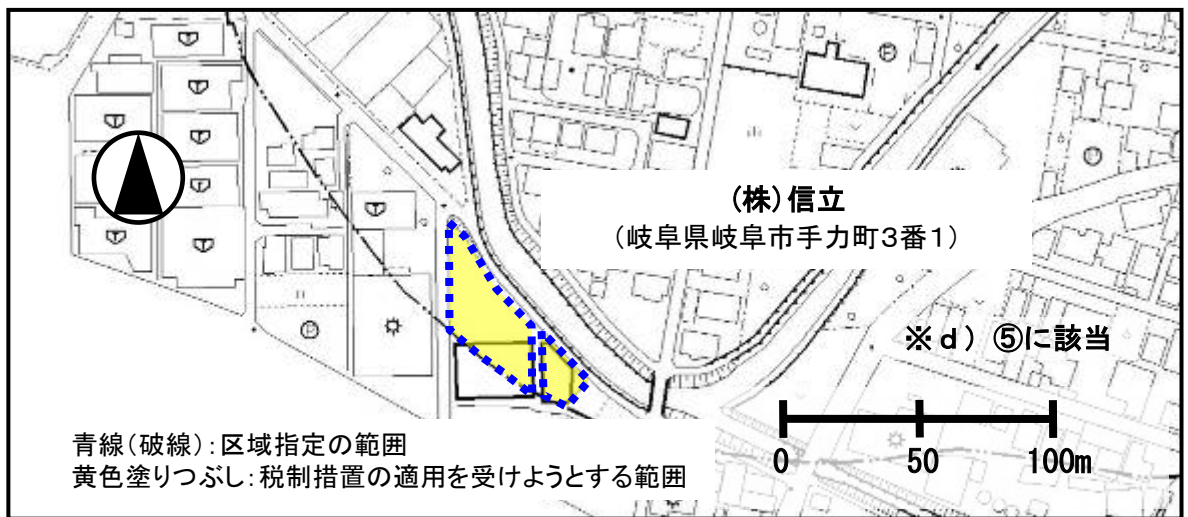 (株)信立
(岐阜県岐阜市手力町3番1)
※d) ⑤に該当
0 50 100m
青線(破線):区域指定の範囲
黄色塗りつぶし:税制措置の適用を受けようとする範囲